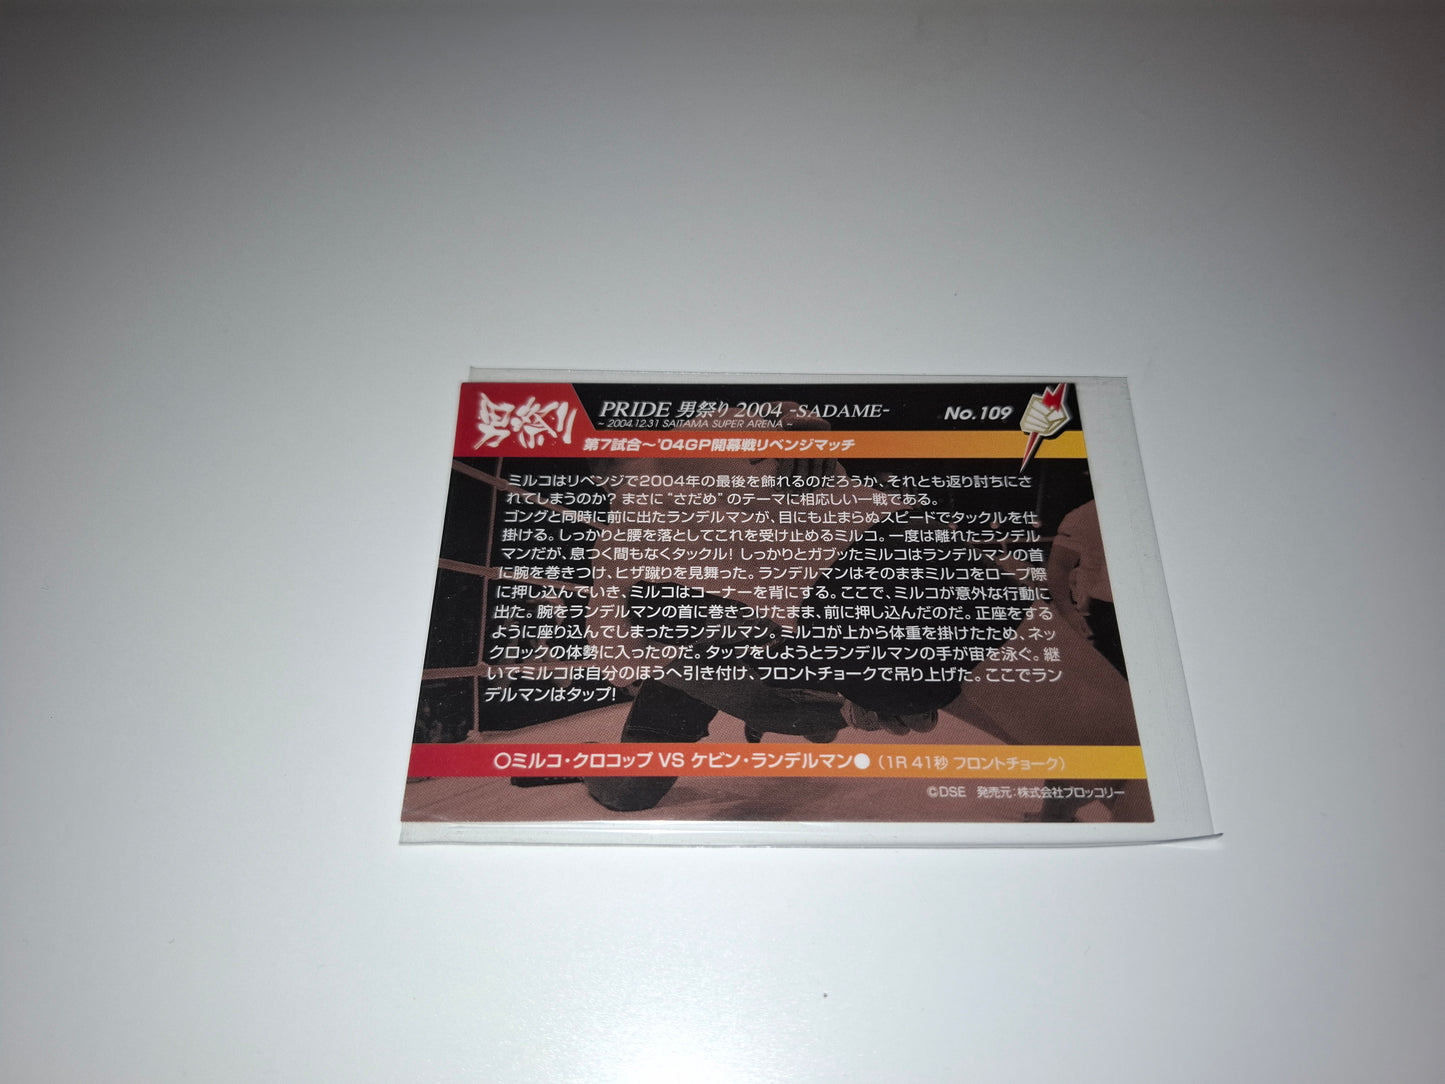 男祭
PRIDE 男祭り 2004 -SADAME-
~ 2004.12.31 SAITAMA SUPER ARENA ~
No.109
第7試合～'04GP開幕戦リベンジマッチ
ミルコはリベンジで2004年の最後を飾れるのだろうか、それとも返り討ちにさ
れてしまうのか? まさに"さだめ"のテーマに相応しい一戦である。
ゴングと同時に前に出たランデルマンが、目にも止まらぬスピードでタックルを仕
掛ける。しっかりと腰を落としてこれを受け止めるミルコ。一度は離れたランデル
マンだが、息つく間もなくタックル! しっかりとガブッたミルコはランデルマンの首
に腕を巻きつけ、ヒザ蹴りを見舞った。ランデルマンはそのままミルコをロープ際
に押し込んでいき、ミルコはコーナーを背にする。ここで、ミルコが意外な行動に
出た。腕をランデルマンの首に巻きつけたまま、前に押し込んだのだ。正座をする
ように座り込んでしまったランデルマン。ミルコが上から体重を掛けたため、ネッ
クロックの体勢に入ったのだ。タップをしようとランデルマンの手が宙を泳ぐ。継
いでミルコは自分のほうへ引き付け、フロントチョークで吊り上げた。ここでラン
デルマンはタップ!
○ミルコ・クロコップ VS ケビン・ランデルマン● (1R 41秒 フロントチョーク)
©DSE 発売元:株式会社ブロッコリー